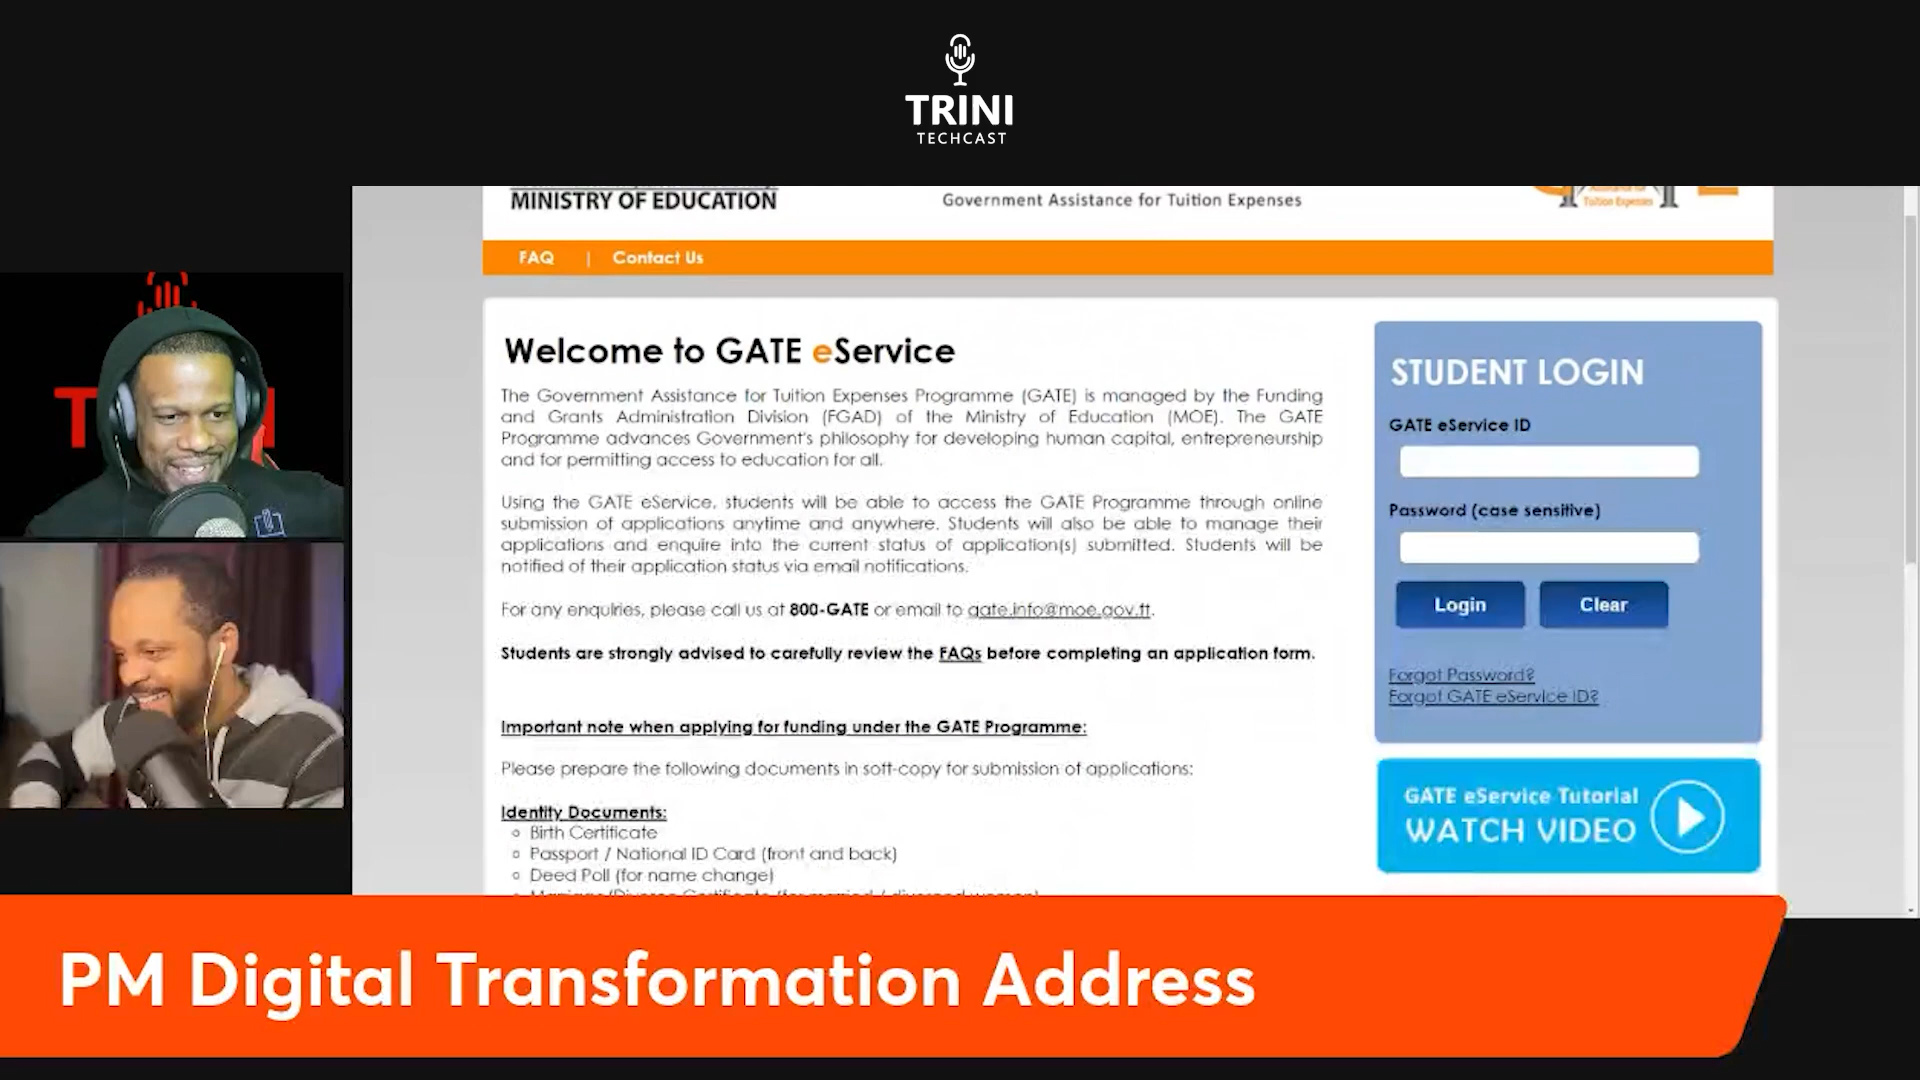 TRINI
TECHCAST
MINISTRY OF EDUCATION
Government Assistance for Tuition Expenses
Tuition Expenses
FAQ | Contact Us
Welcome to GATE eService
The Government Assistance for Tuition Expenses Programme (GATE) is managed by the Funding
and Grants Administration Division (FGAD) of the Ministry of Education (MOE). The GATE
Programme advances Government's philosophy for developing human capital, entrepreneurship
and for permitting access to education for all.
Using the GATE eService, students will be able to access the GATE Programme through online
submission of applications anytime and anywhere. Students will also be able to manage their
applications and enquire into the current status of application(s) submitted. Students will be
notified of their application status via email notifications.
For any enquiries, please call us at 800-GATE or email to gate.info@moe.gov.tt.
Students are strongly advised to carefully review the FAQs before completing an application form.
Important note when applying for funding under the GATE Programme:
Please prepare the following documents in soft-copy for submission of applications:
Identity Documents:
Birth Certificate
Passport / National ID Card (front and back)
Deed Poll (for name change)
Marriage/Divorce Certificate (for married / divorced women)
STUDENT LOGIN
GATE eService ID
Password (case sensitive)
Login Clear
Forgot Password?
Forgot GATE eService ID?
GATE eService Tutorial
WATCH VIDEO
PM Digital Transformation Address